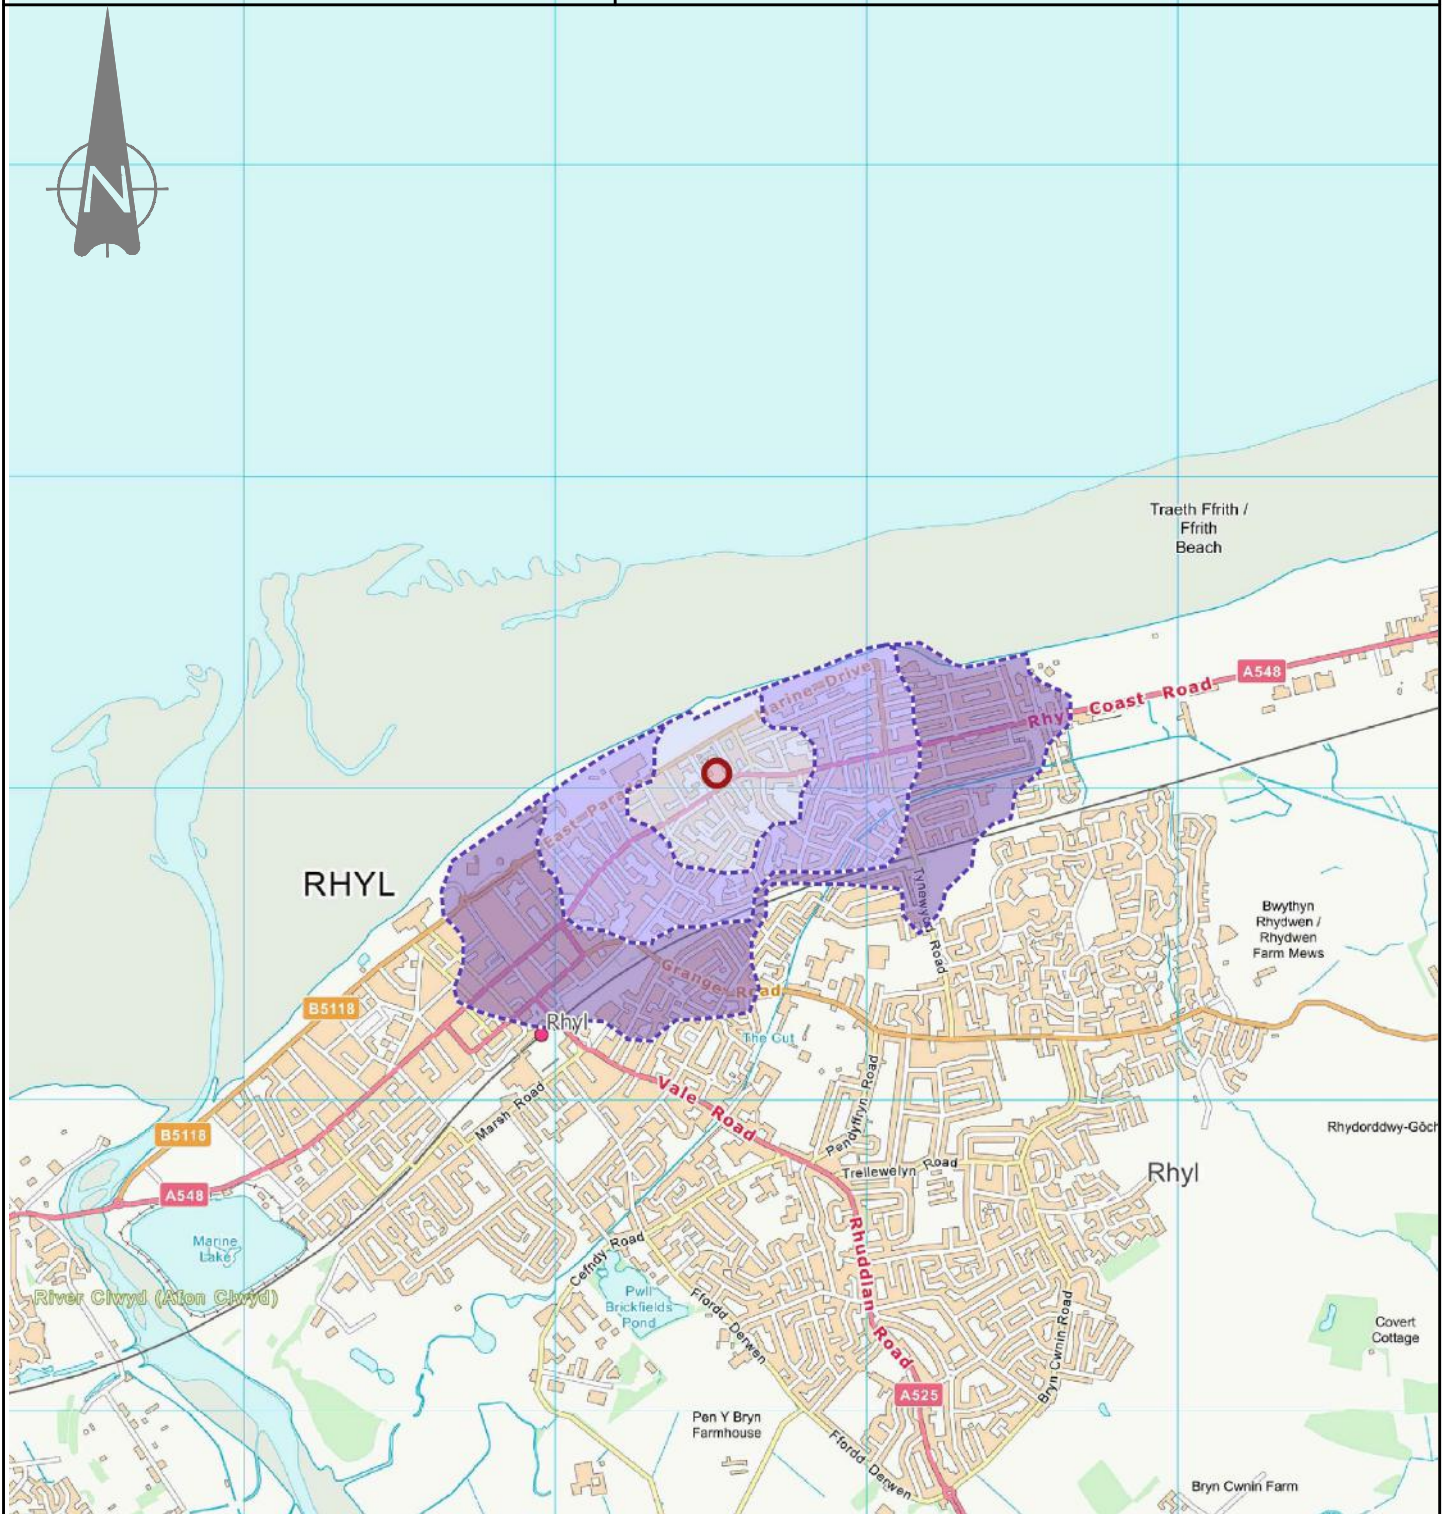 N
Traeth Ffrith /
Ffrith
Beach
A548
Rhy Coast Road
Marine Drive
East Para
RHYL
Tynewydd Road
Bwythyn
Rhydwen /
Rhydwen
Farm Mews
Grange Road
B5118
Rhyl
The Cut
Vale Road
Marsh Road
Pendyffryn Road
B5118
Trellewelyn Road
Rhydorddwy-Gôch
Rhyl
A548
Marine
Lake
Cefndy Road
Rhuddlan Road
River Clwyd (Afon Clwyd)
Pwll
Brickfields
Pond
Ffordd Derwen
Bryn Cwnin Road
Covert
Cottage
A525
Pen Y Bryn
Farmhouse
Ffordd Derwen
Bryn Cwnin Farm